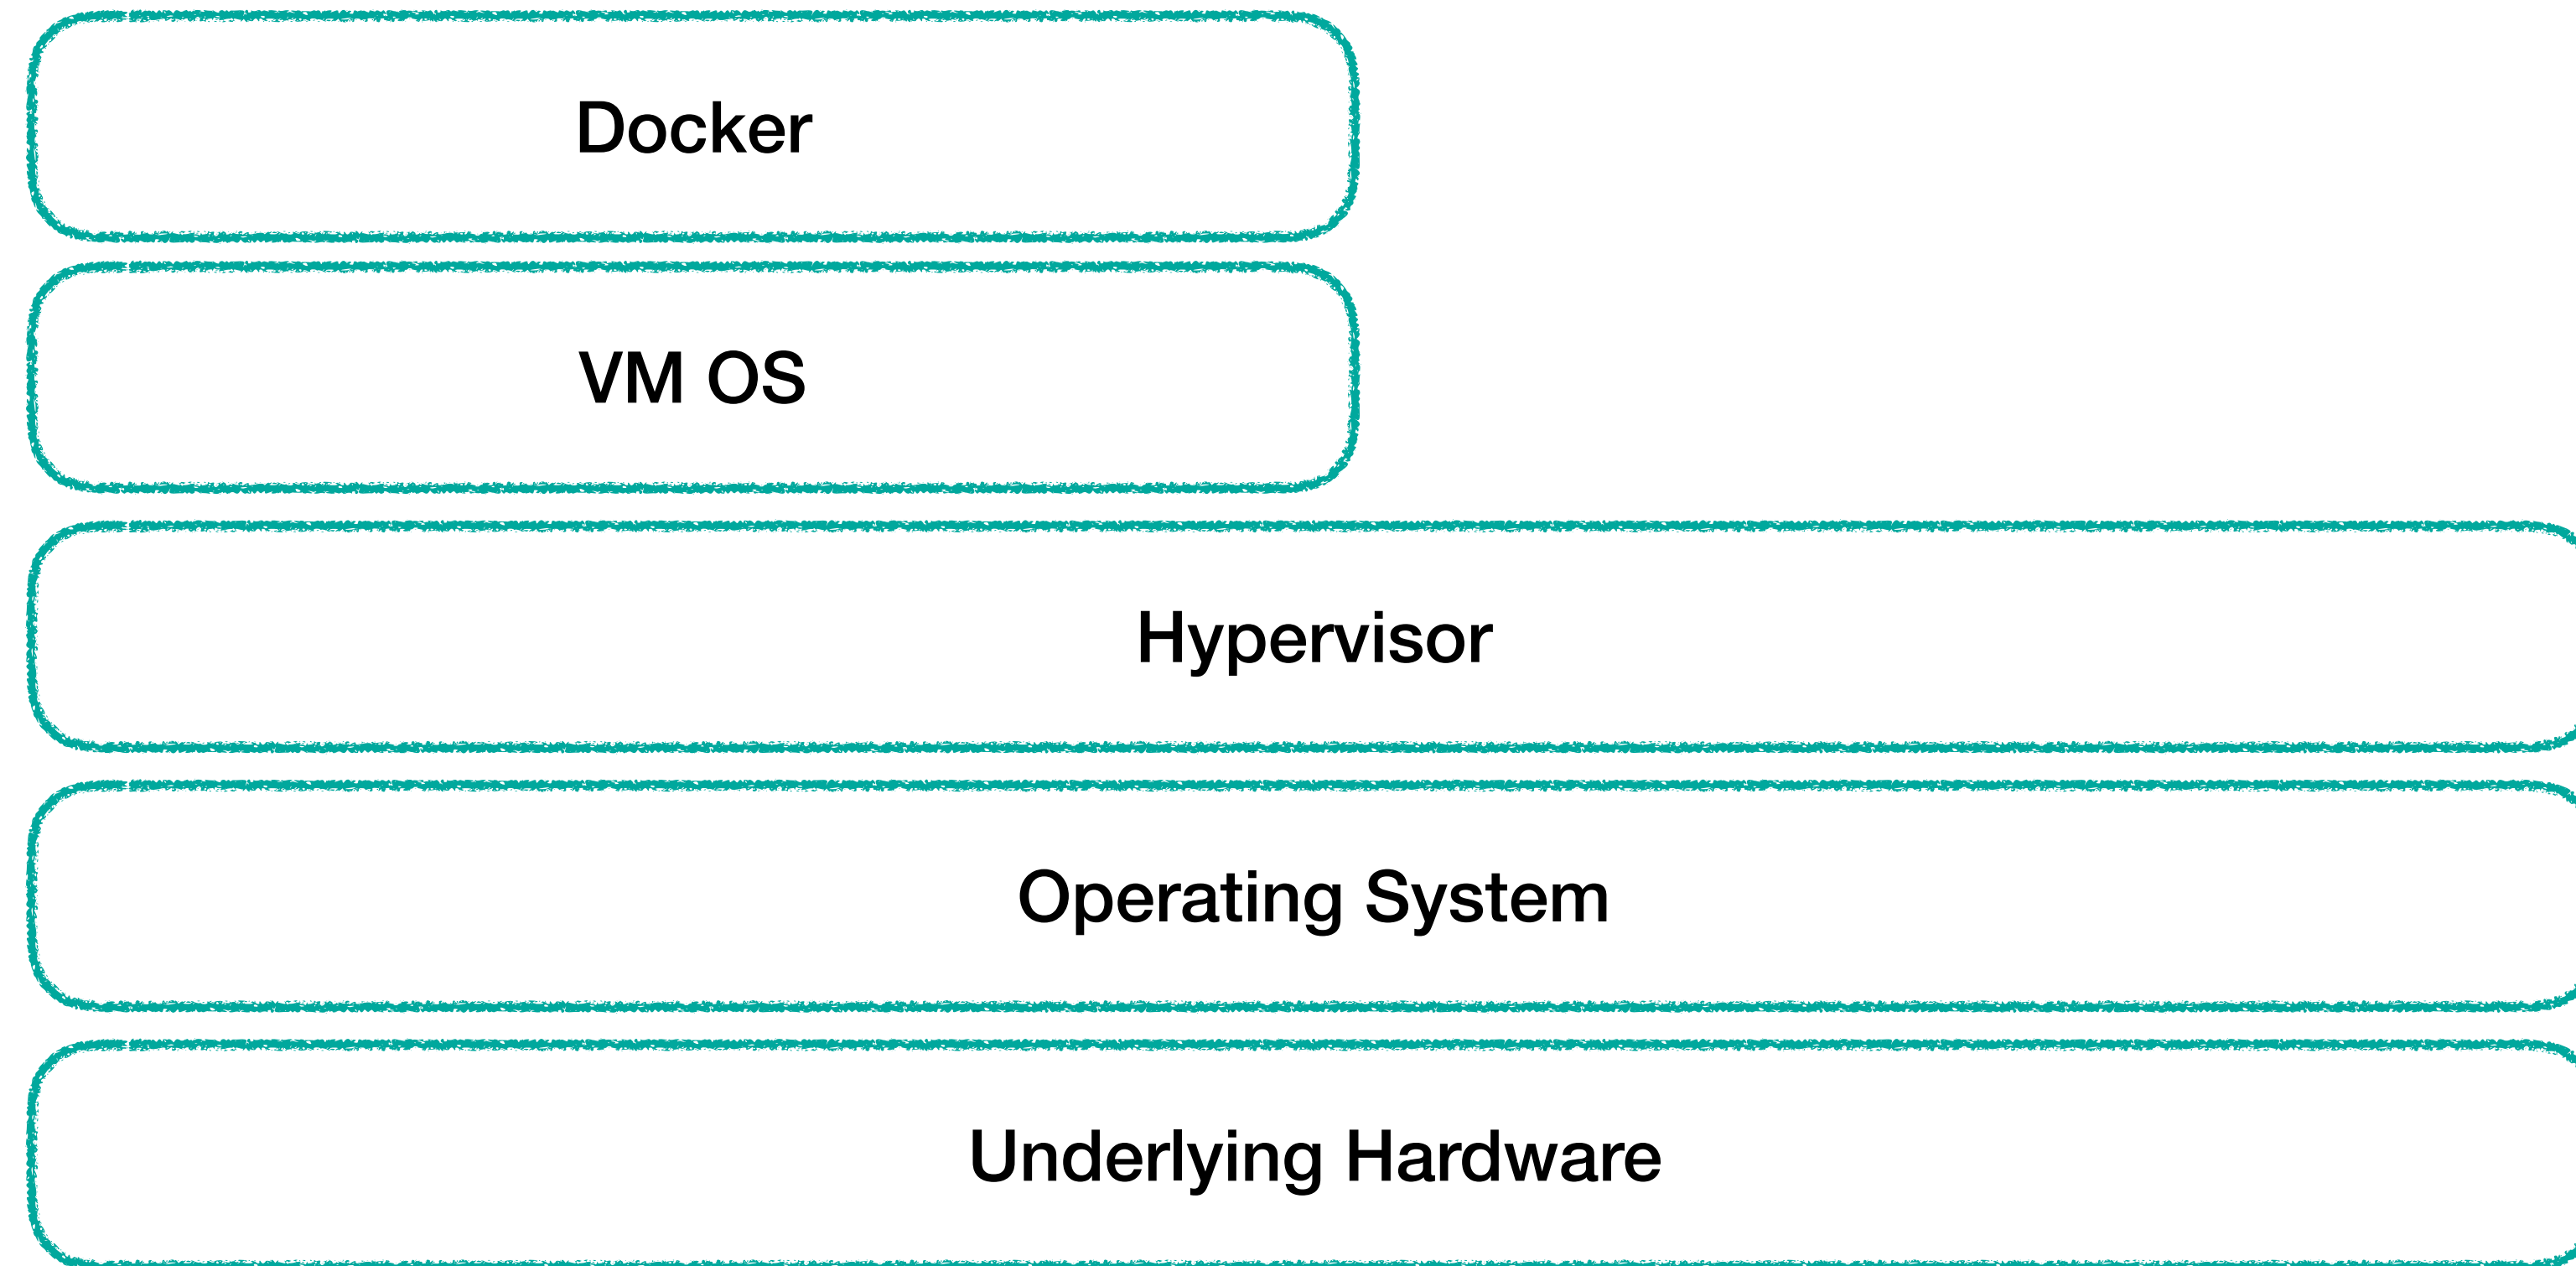 Docker
VM OS
Hypervisor
Operating System
Underlying Hardware